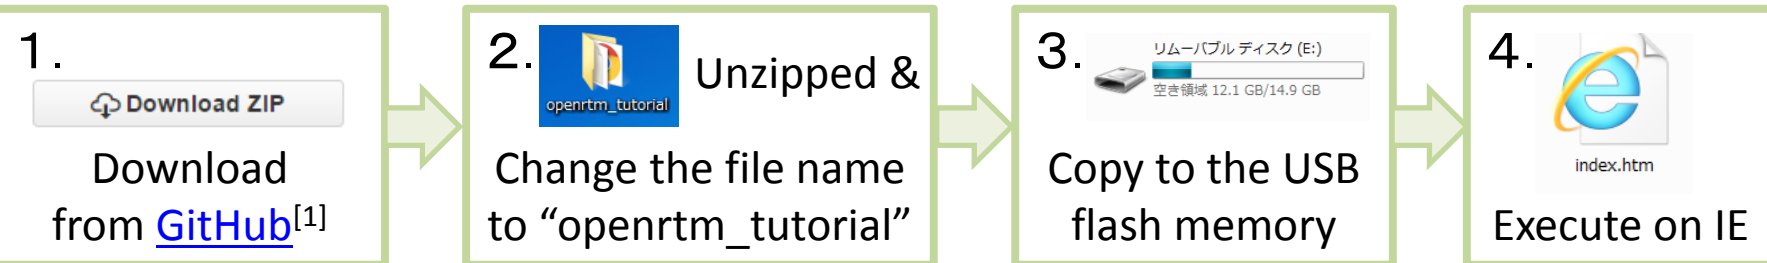 1.
Download ZIP
Download
from GitHub[1]
2.
openrtm_tutorial
Unzipped &
Change the file name
to “openrtm_tutorial”
3.
リムーバブル ディスク (E:)
空き領域 12.1 GB/14.9 GB
Copy to the USB
flash memory
4.
index.htm
Execute on IE